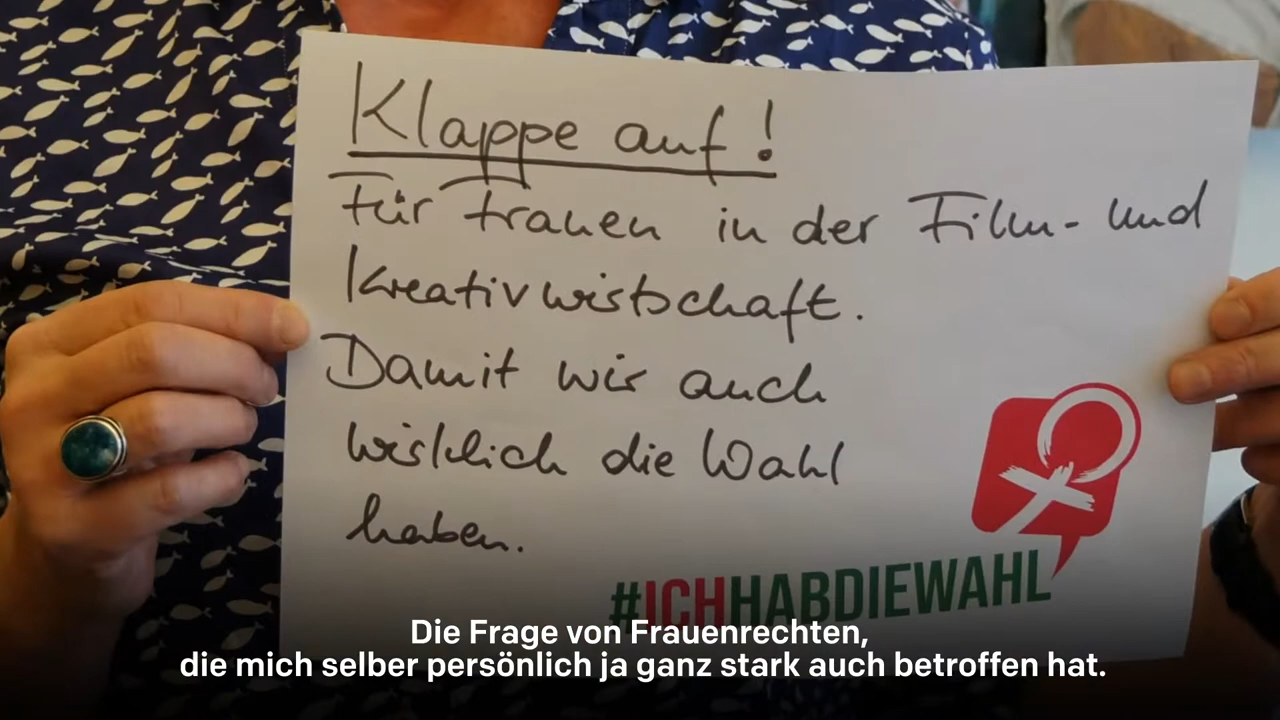 Klappe auf!
Für Frauen in der Film- und
Kreativwirtschaft.
Damit wir auch
wirklich die Wahl
haben.
#ICHHABDIEWAHL
Die Frage von Frauenrechten,
die mich selber persönlich ja ganz stark auch betroffen hat.